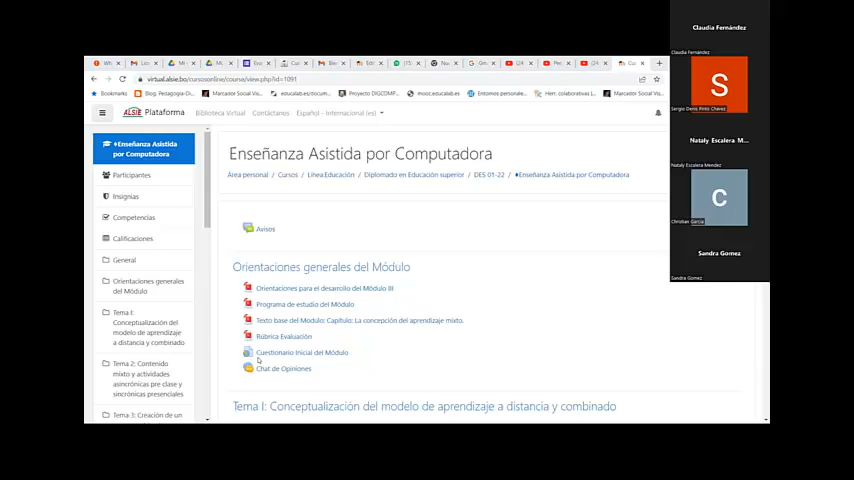 Claudia Fernández
Claudia Fernández
S
Sergio Denis Pinto Chavez
Nataly Escalera M...
Nataly Escalera Mendez
C
Christian Garcia
Sandra Gomez
Sandra Gomez
virtual.alsie.bo/cursosonline/course/view.php?id=1091
Bookmarks
Blog: Pedagogia-Di...
Marcador Social Vis...
educalab.es/docum...
Proyecto DIGCOMP...
mooc.educalab.es
Entornos personale...
Herr. colaborativas (...
Marcador Social Vis...
ALSIE Plataforma
Biblioteca Virtual
Contáctanos
Español - Internacional (es)
Enseñanza Asistida
por Computadora
Participantes
Insignias
Competencias
Calificaciones
General
Orientaciones generales
del Módulo
Tema I:
Conceptualización del
modelo de aprendizaje
a distancia y combinado
Tema 2: Contenido
mixto y actividades
asincrónicas pre clase y
sincrónicas presenciales
Tema 3: Creación de un
Enseñanza Asistida por Computadora
Área personal / Cursos / Línea Educación / Diplomado en Educación superior / DES 01-22 / Enseñanza Asistida por Computadora
Avisos
Orientaciones generales del Módulo
Orientaciones para el desarrollo del Módulo III
Programa de estudio del Módulo
Texto base del Módulo: Capítulo: La concepción del aprendizaje mixto.
Rúbrica Evaluación
Cuestionario Inicial del Módulo
Chat de Opiniones
Tema I: Conceptualización del modelo de aprendizaje a distancia y combinado